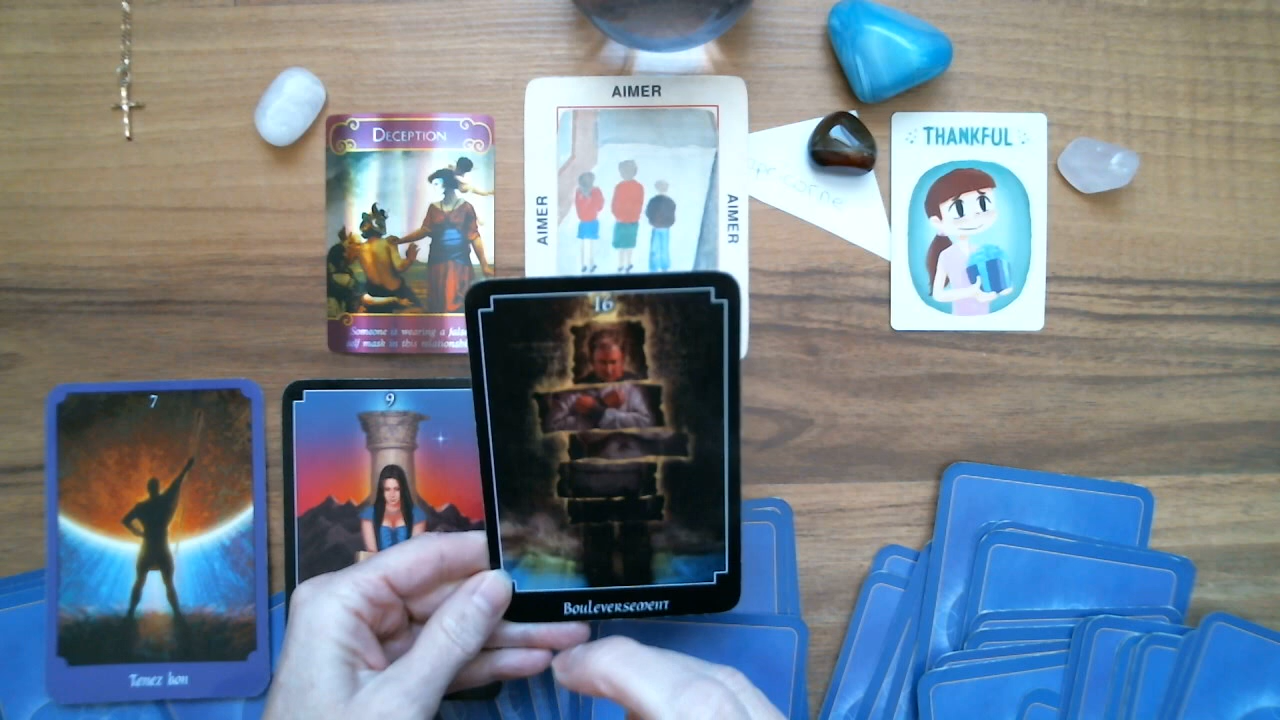 DECEPTION
Someone is wearing a false
self mask in this relationship
AIMER
AIMER
AIMER
THANKFUL
7
Tenez bon
9
16
Bouleversement